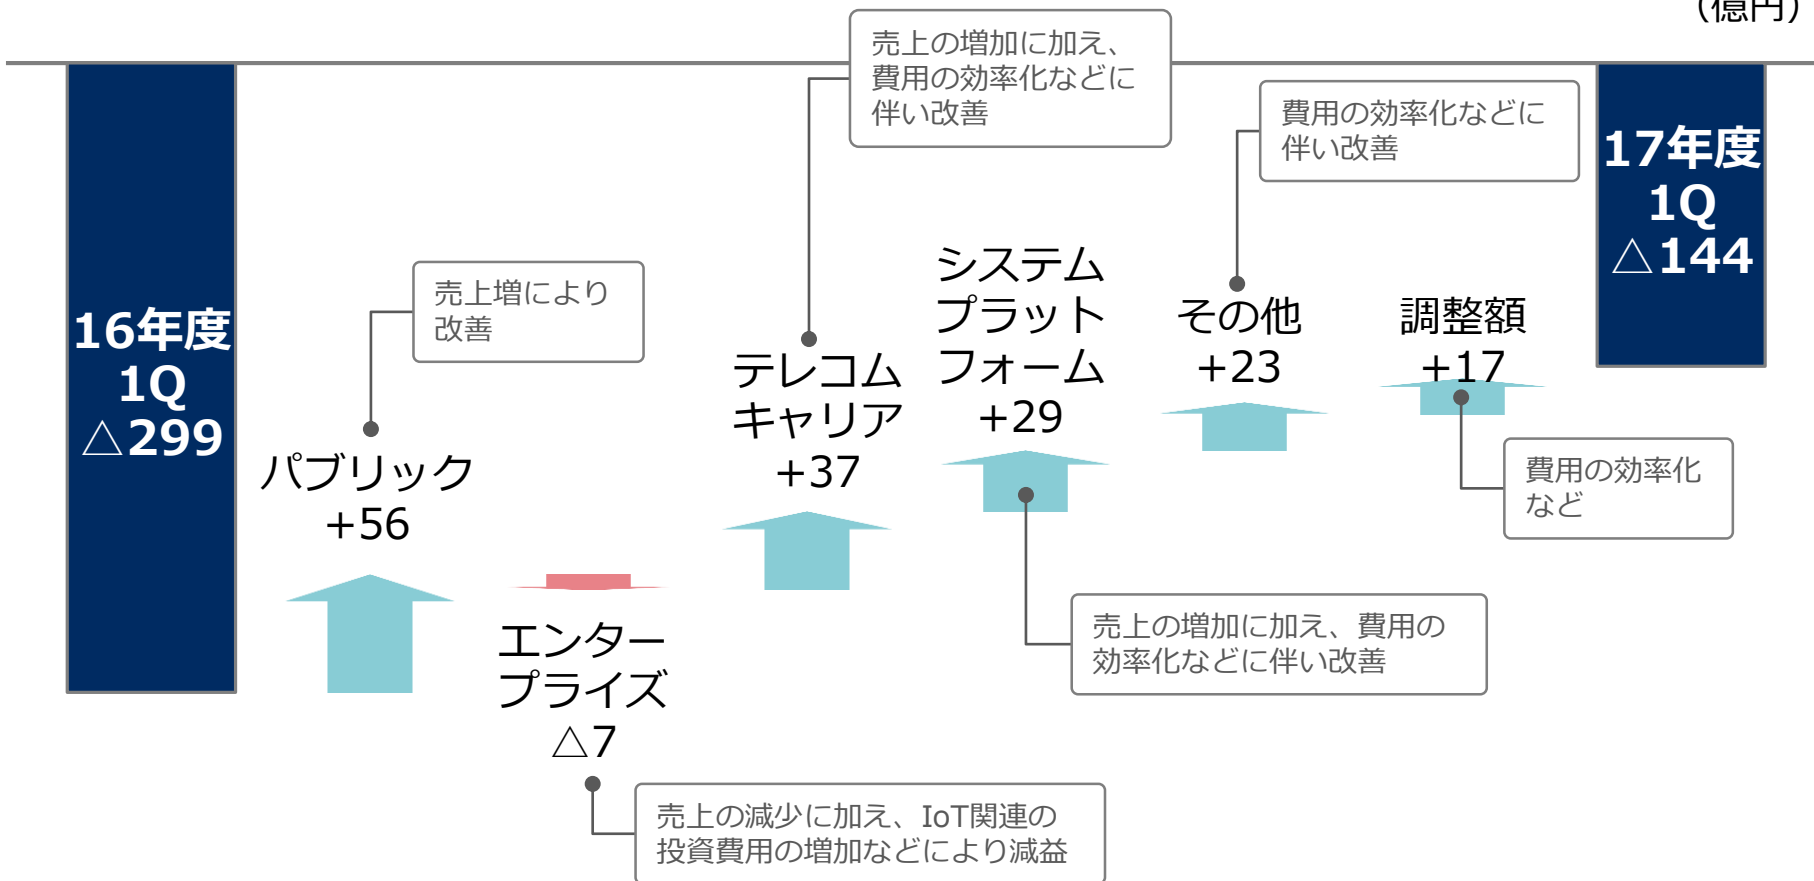 （億円）
16年度
1Q
△299
売上増により
改善
パブリック
+56
エンター
プライズ
△7
売上の減少に加え、IoT関連の
投資費用の増加などにより減益
売上の増加に加え、
費用の効率化などに
伴い改善
テレコム
キャリア
+37
システム
プラット
フォーム
+29
売上の増加に加え、費用の
効率化などに伴い改善
費用の効率化などに
伴い改善
その他
+23
調整額
+17
費用の効率化
など
17年度
1Q
△144